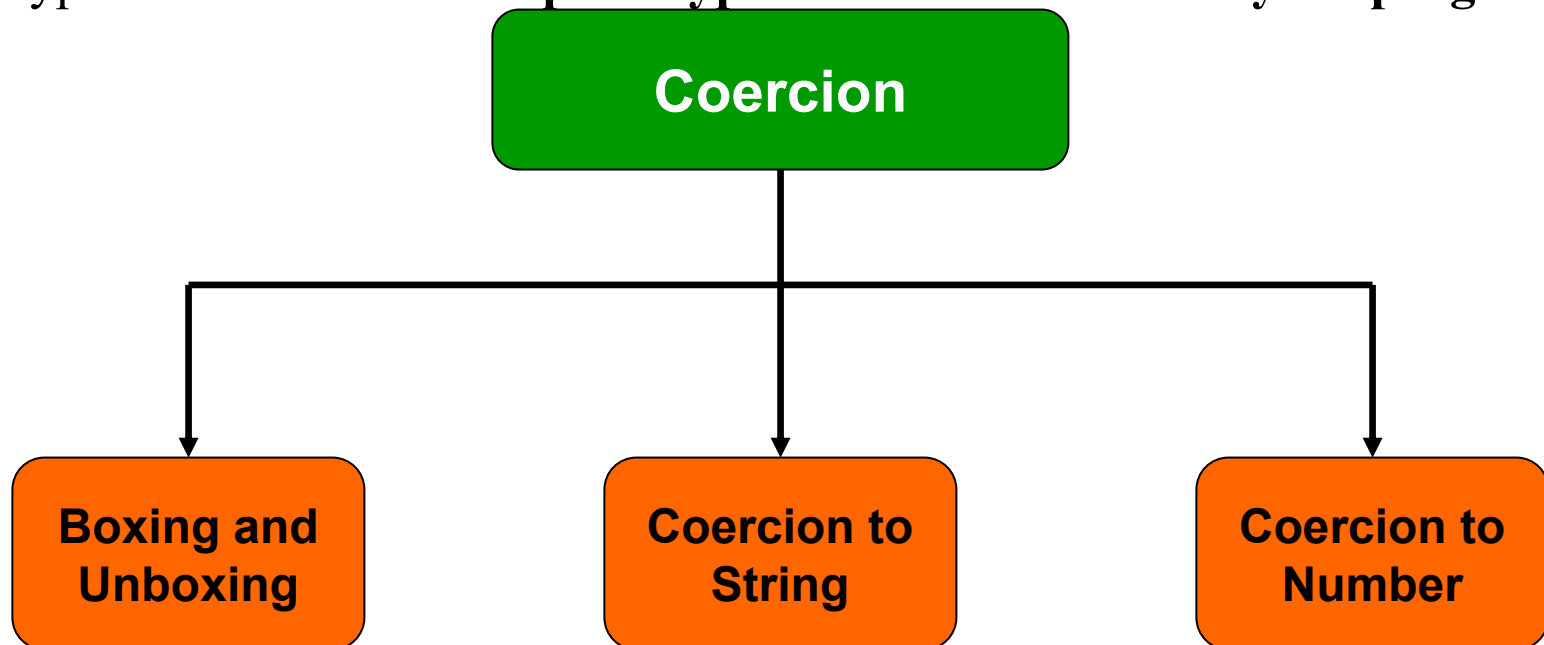 Coercion
Boxing and
Unboxing
Coercion to
String
Coercion to
Number